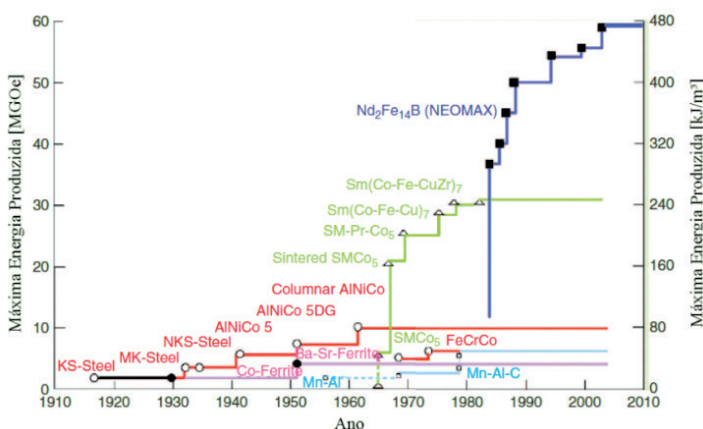 Máxima Energia Produzida [MGOe]
60
50
40
30
20
10
0
Máxima Energia Produzida [kJ/m³]
480
400
320
240
160
80
0
Nd₂Fe₁₄B (NEOMAX)
Sm(Co-Fe-CuZr)₇
Sm(Co-Fe-Cu)₇
SM-Pr-Co₅
Sintered SMCo₅
Columnar AlNiCo
AlNiCo 5DG
AlNiCo 5
NKS-Steel
MK-Steel
KS-Steel
SMCo₅
FeCrCo
Ba-Sr-Ferrite
Co-Ferrite
Mn-Al
Mn-Al-C
1910 1920 1930 1940 1950 1960 1970 1980 1990 2000 2010
Ano